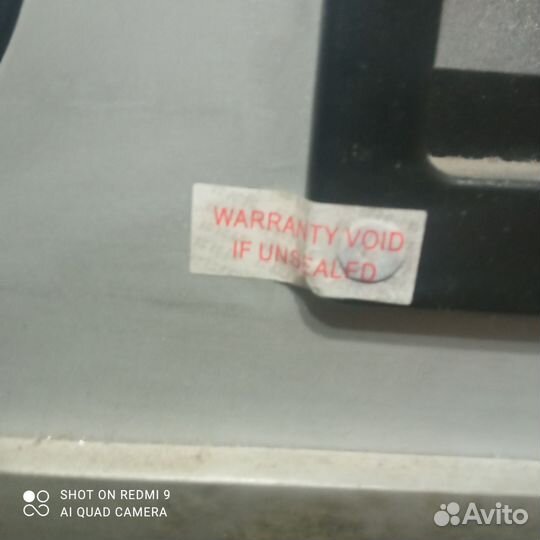 WARRANTY VOID
IF UNSEALED
SHOT ON REDMI 9
AI QUAD CAMERA
Avito